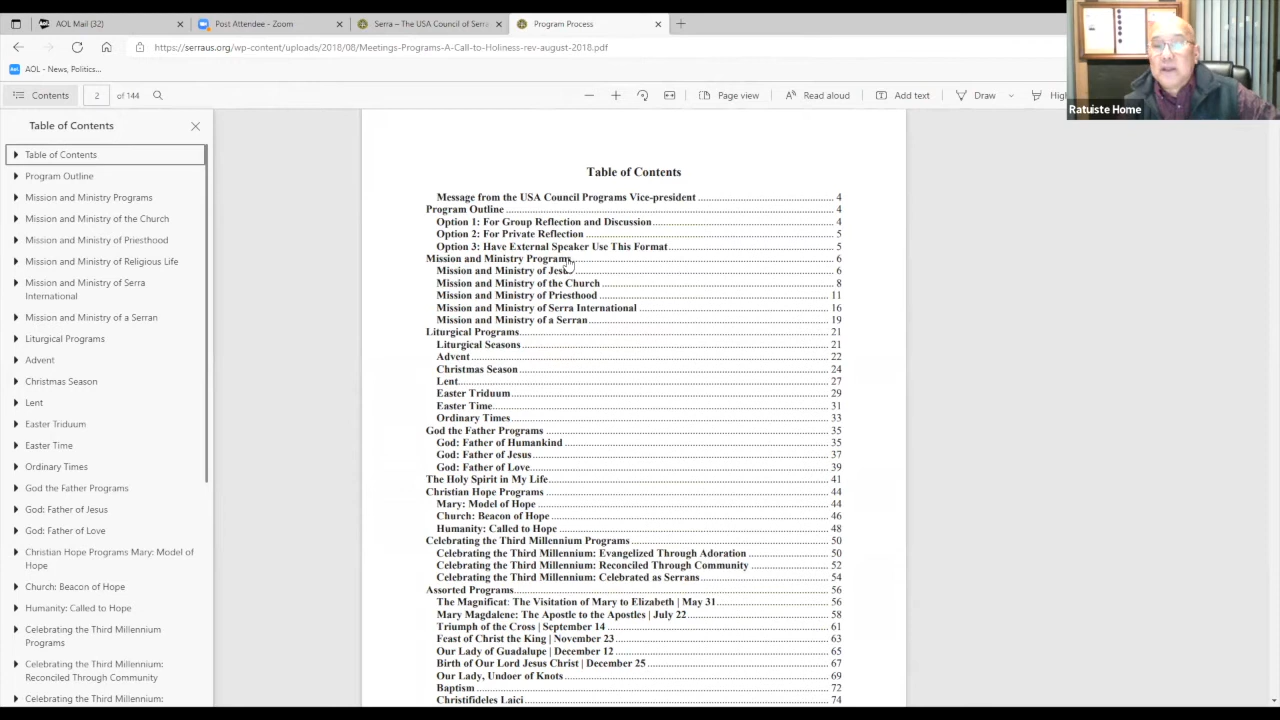 AOL Mail (32)
Post Attendee - Zoom
Serra – The USA Council of Serra
Program Process
https://serraus.org/wp-content/uploads/2018/08/Meetings-Programs-A-Call-to-Holiness-rev-august-2018.pdf
AOL - News, Politics...
Contents 2 of 144 Page view Read aloud Add text Draw High
Ratuiste Home
Table of Contents
Table of Contents
Program Outline
Mission and Ministry Programs
Mission and Ministry of the Church
Mission and Ministry of Priesthood
Mission and Ministry of Religious Life
Mission and Ministry of Serra
International
Mission and Ministry of a Serran
Liturgical Programs
Advent
Christmas Season
Lent
Easter Triduum
Easter Time
Ordinary Times
God the Father Programs
God: Father of Jesus
God: Father of Love
Christian Hope Programs Mary: Model of
Hope
Church: Beacon of Hope
Humanity: Called to Hope
Celebrating the Third Millennium
Programs
Celebrating the Third Millennium:
Reconciled Through Community
Celebrating the Third Millennium:
Table of Contents
Message from the USA Council Programs Vice-president 4
Program Outline 4
Option 1: For Group Reflection and Discussion 4
Option 2: For Private Reflection 5
Option 3: Have External Speaker Use This Format 5
Mission and Ministry Programs 6
Mission and Ministry of Jesus 6
Mission and Ministry of the Church 8
Mission and Ministry of Priesthood 11
Mission and Ministry of Serra International 16
Mission and Ministry of a Serran 19
Liturgical Programs 21
Liturgical Seasons 21
Advent 22
Christmas Season 24
Lent 27
Easter Triduum 29
Easter Time 31
Ordinary Times 33
God the Father Programs 35
God: Father of Humankind 35
God: Father of Jesus 37
God: Father of Love 39
The Holy Spirit in My Life 41
Christian Hope Programs 44
Mary: Model of Hope 44
Church: Beacon of Hope 46
Humanity: Called to Hope 48
Celebrating the Third Millennium Programs 50
Celebrating the Third Millennium: Evangelized Through Adoration 50
Celebrating the Third Millennium: Reconciled Through Community 52
Celebrating the Third Millennium: Celebrated as Serrans 54
Assorted Programs 56
The Magnificat: The Visitation of Mary to Elizabeth | May 31 56
Mary Magdalene: The Apostle to the Apostles | July 22 58
Triumph of the Cross | September 14 61
Feast of Christ the King | November 23 63
Our Lady of Guadalupe | December 12 65
Birth of Our Lord Jesus Christ | December 25 67
Our Lady, Undoer of Knots 69
Baptism 72
Christifideles Laici 74